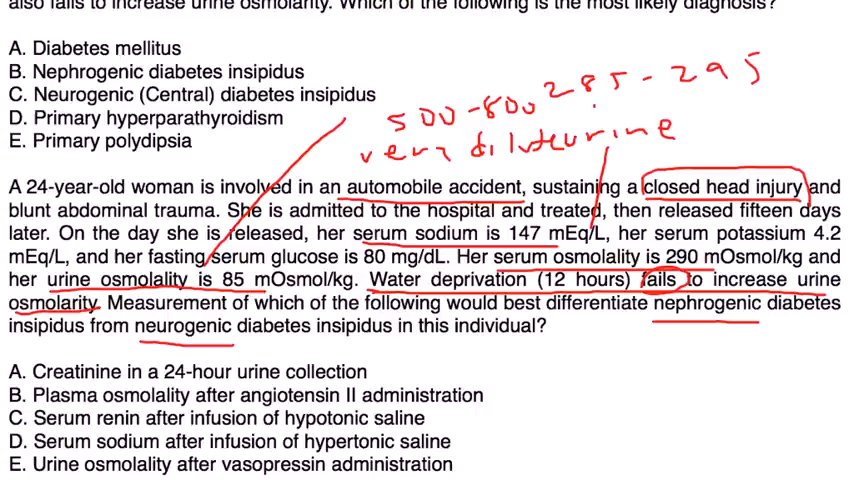 also fails to increase urine osmolarity. Which of the following is the most likely diagnosis?
A. Diabetes mellitus
B. Nephrogenic diabetes insipidus
C. Neurogenic (Central) diabetes insipidus
D. Primary hyperparathyroidism
E. Primary polydipsia
500-800 285-295
very dilute urine
A 24-year-old woman is involved in an automobile accident, sustaining a closed head injury and
blunt abdominal trauma. She is admitted to the hospital and treated, then released fifteen days
later. On the day she is released, her serum sodium is 147 mEq/L, her serum potassium 4.2
mEq/L, and her fasting serum glucose is 80 mg/dL. Her serum osmolality is 290 mOsmol/kg and
her urine osmolality is 85 mOsmol/kg. Water deprivation (12 hours) fails to increase urine
osmolarity. Measurement of which of the following would best differentiate nephrogenic diabetes
insipidus from neurogenic diabetes insipidus in this individual?
A. Creatinine in a 24-hour urine collection
B. Plasma osmolality after angiotensin II administration
C. Serum renin after infusion of hypotonic saline
D. Serum sodium after infusion of hypertonic saline
E. Urine osmolality after vasopressin administration